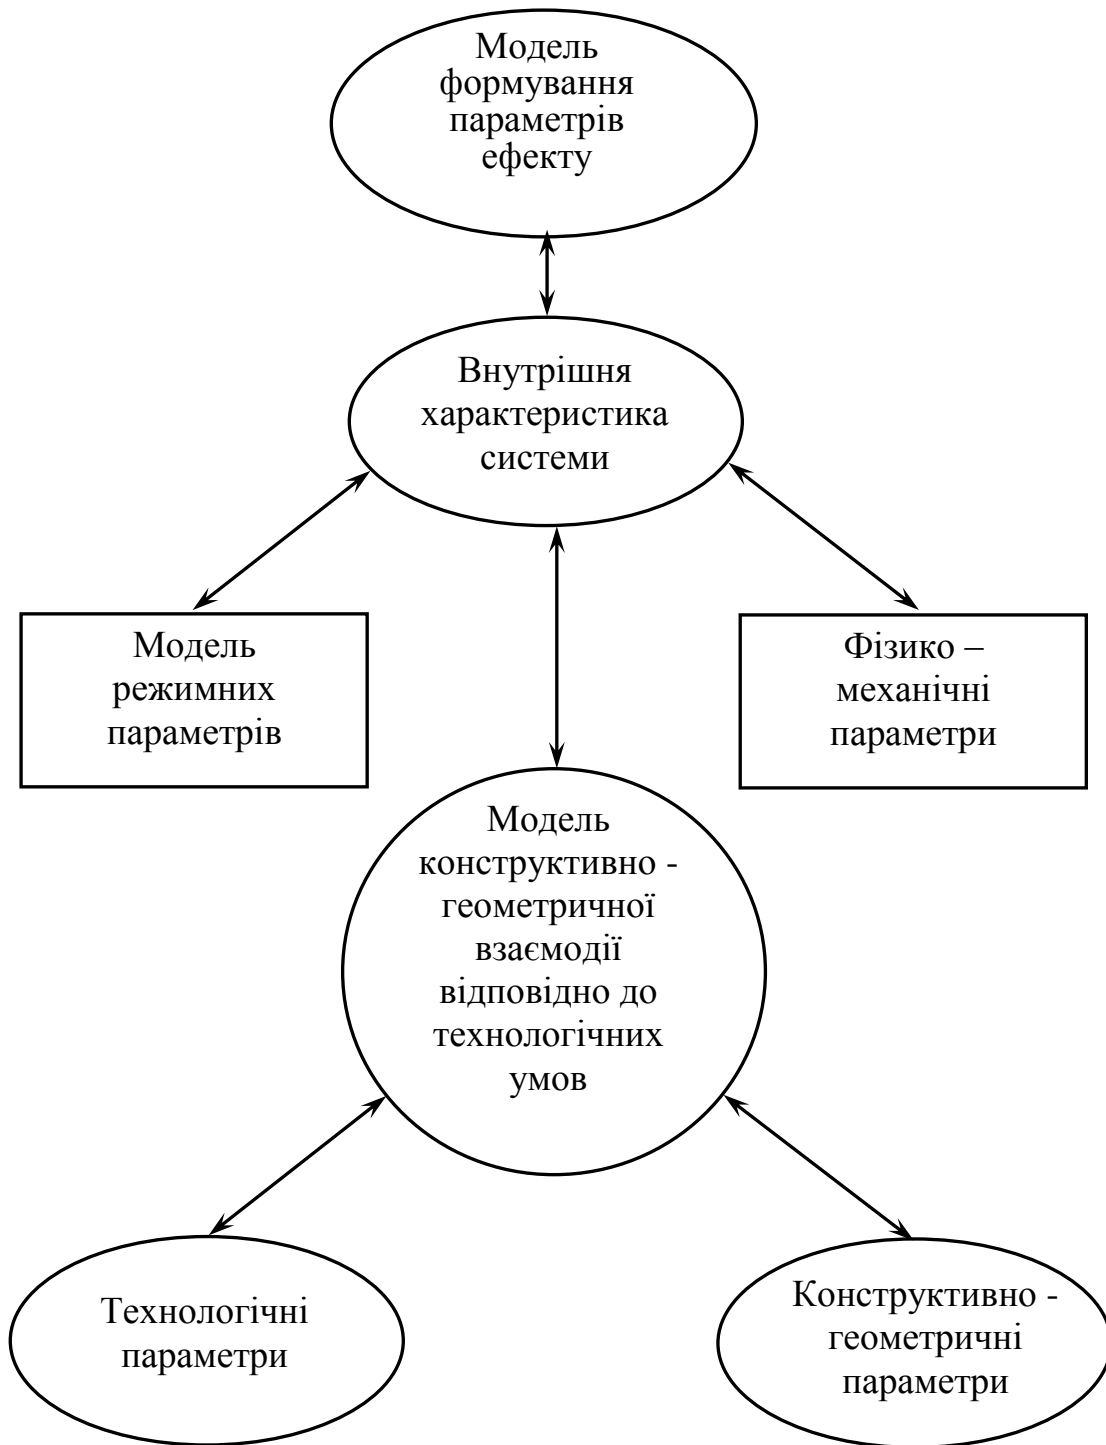 Модель
формування
параметрів
ефекту
Внутрішня
характеристика
системи
Модель
режимних
параметрів
Фізико –
механічні
параметри
Модель
конструктивно -
геометричної
взаємодії
відповідно до
технологічних
умов
Технологічні
параметри
Конструктивно -
геометричні
параметри